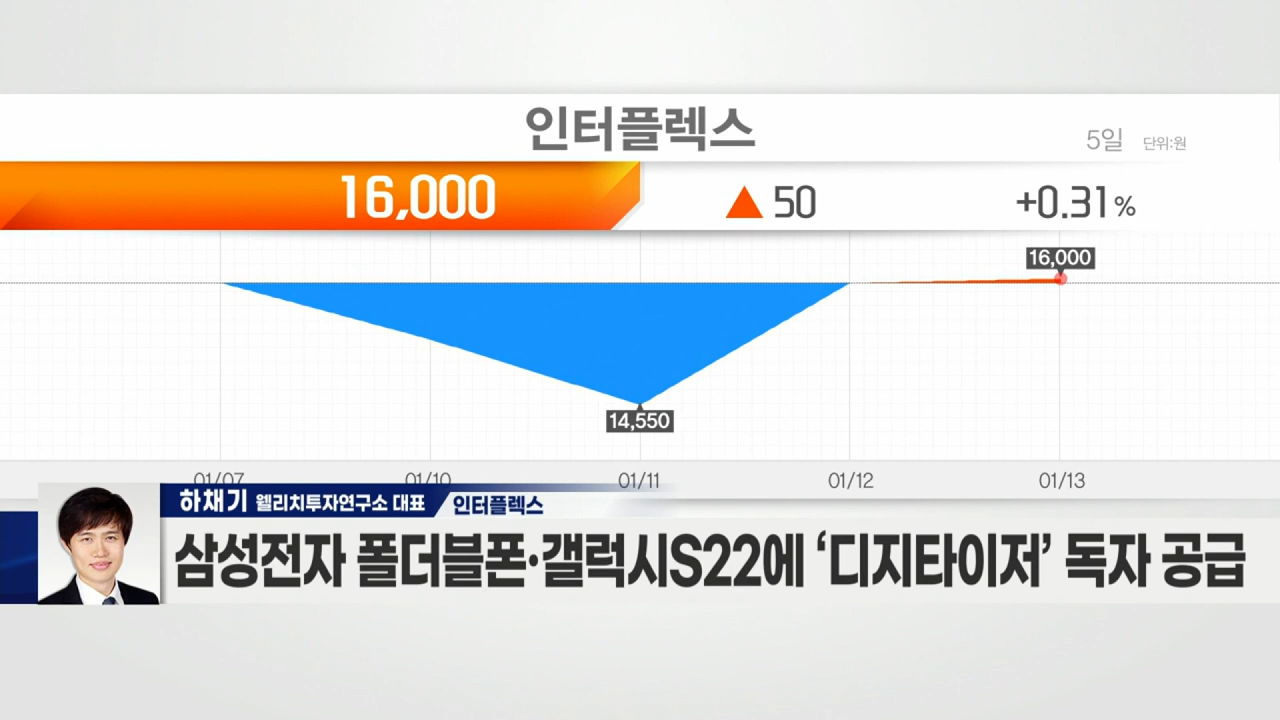 인터플렉스
5일 단위:원
16,000 ▲ 50 +0.31%
16,000
14,550
01/07 01/10 01/11 01/12 01/13
하채기 웰리치투자연구소 대표 인터플렉스
삼성전자 폴더블폰·갤럭시S22에 ‘디지타이저’ 독자 공급